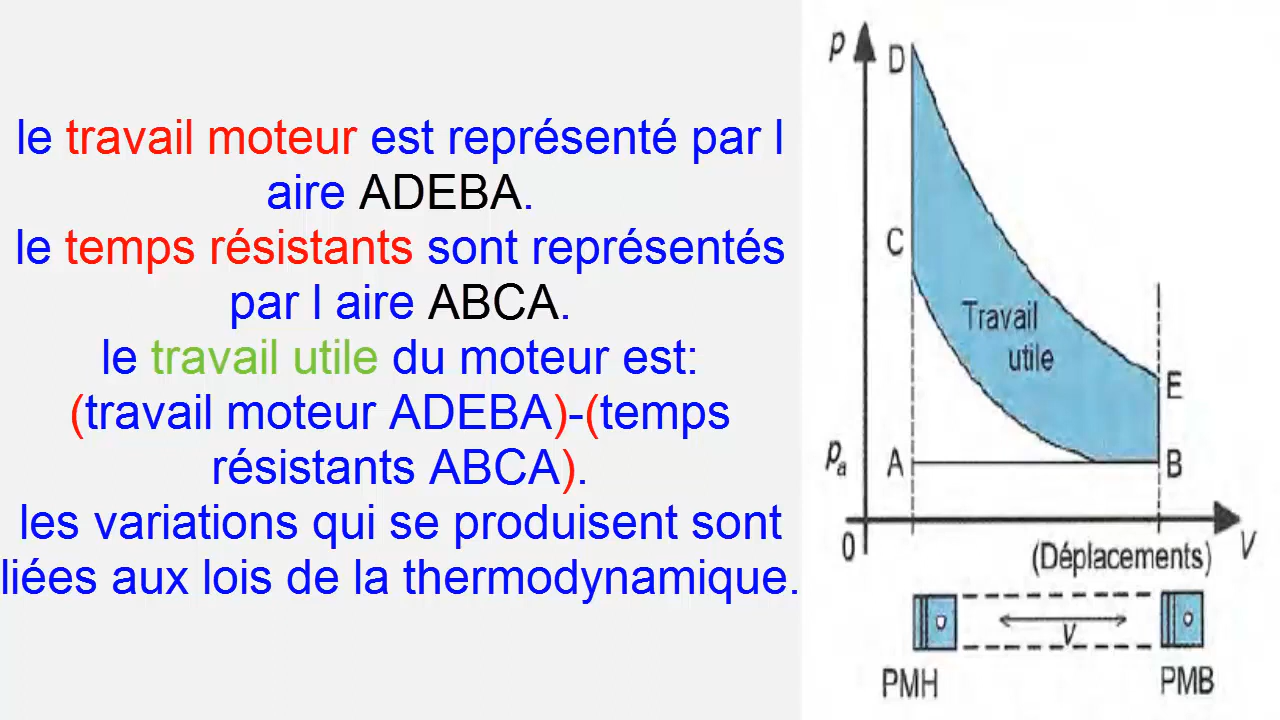 le travail moteur est représenté par l
aire ADEBA.
le temps résistants sont représentés
par l aire ABCA.
le travail utile du moteur est:
(travail moteur ADEBA)-(temps
résistants ABCA).
les variations qui se produisent sont
liées aux lois de la thermodynamique.
p
D
C
Travail
utile
E
pa
A
B
0
(Déplacements)
V
V
PMH
PMB